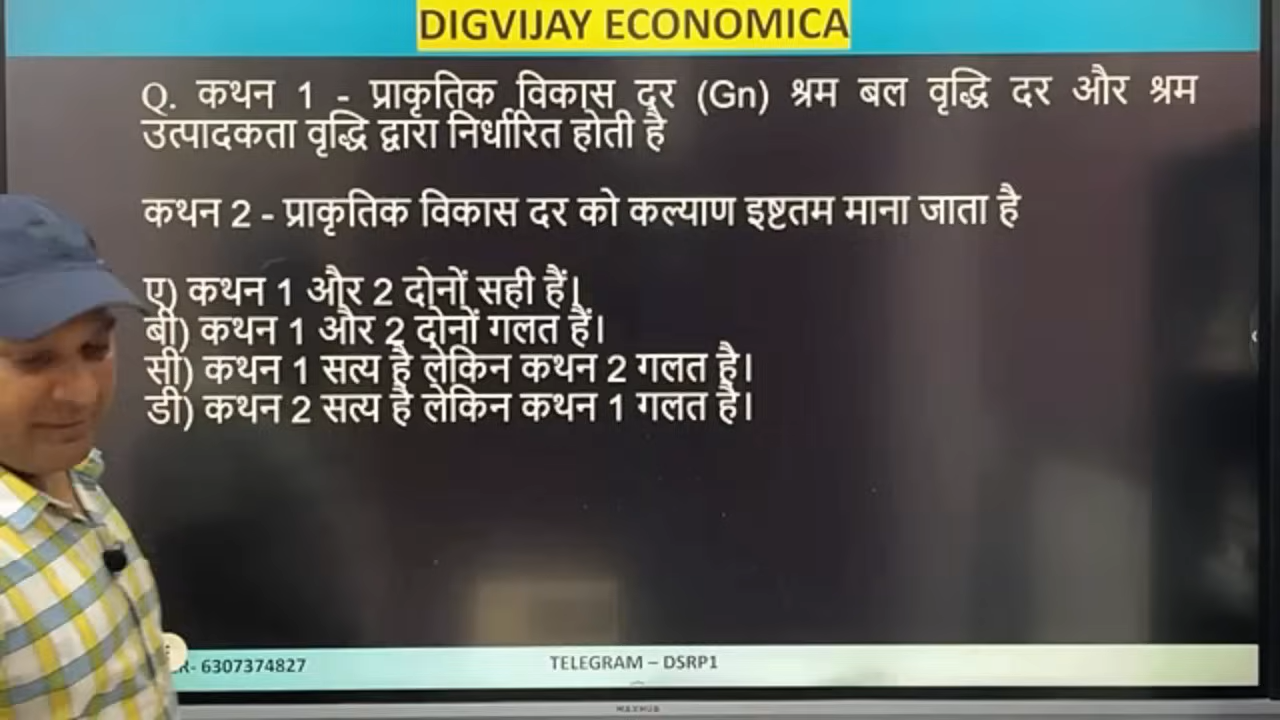 DIGVIJAY ECONOMICA
Q. कथन 1 - प्राकृतिक विकास दर (Gn) श्रम बल वृद्धि दर और श्रम
उत्पादकता वृद्धि द्वारा निर्धारित होती है
कथन 2 - प्राकृतिक विकास दर को कल्याण इष्टतम माना जाता है
ए) कथन 1 और 2 दोनों सही हैं।
बी) कथन 1 और 2 दोनों गलत हैं।
सी) कथन 1 सत्य है लेकिन कथन 2 गलत है।
डी) कथन 2 सत्य है लेकिन कथन 1 गलत है।
R- 6307374827
TELEGRAM – DSRP1
MAXHUB